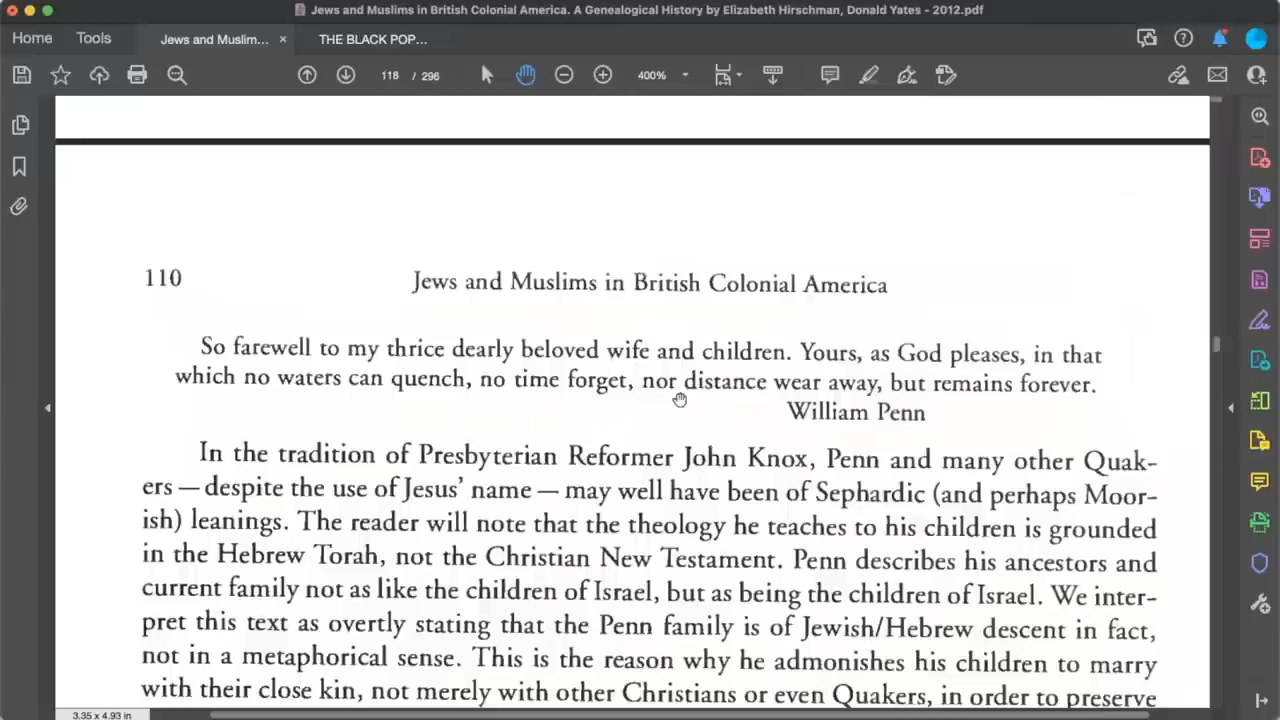 Jews and Muslims in British Colonial America. A Genealogical History by Elizabeth Hirschman, Donald Yates - 2012.pdf
Home Tools Jews and Muslim... × THE BLACK POP...
118 / 296 400%
110 Jews and Muslims in British Colonial America
So farewell to my thrice dearly beloved wife and children. Yours, as God pleases, in that
which no waters can quench, no time forget, nor distance wear away, but remains forever.
William Penn
In the tradition of Presbyterian Reformer John Knox, Penn and many other Quak-
ers — despite the use of Jesus' name — may well have been of Sephardic (and perhaps Moor-
ish) leanings. The reader will note that the theology he teaches to his children is grounded
in the Hebrew Torah, not the Christian New Testament. Penn describes his ancestors and
current family not as like the children of Israel, but as being the children of Israel. We inter-
pret this text as overtly stating that the Penn family is of Jewish/Hebrew descent in fact,
not in a metaphorical sense. This is the reason why he admonishes his children to marry
with their close kin, not merely with other Christians or even Quakers, in order to preserve
3.35 x 4.93 in